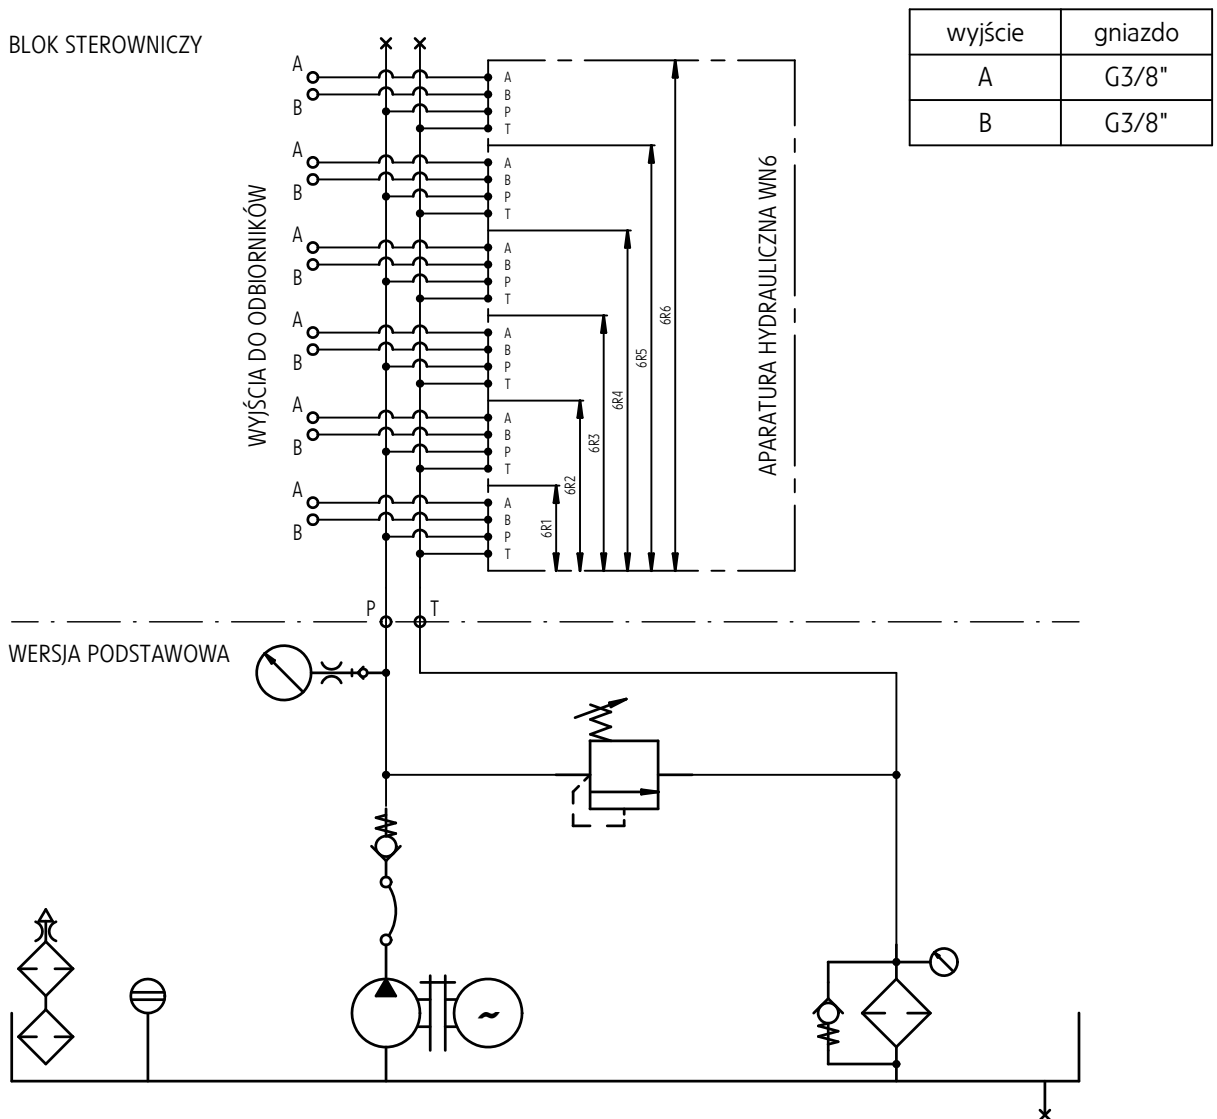 BLOK STEROWNICZY
wyjście gniazdo
A G3/8"
B G3/8"
A
B
A
B
P
T
A
B
A
B
P
T
A
B
A
B
P
T
A
B
A
B
P
T
A
B
A
B
P
T
A
B
A
B
P
T
WYJŚCIA DO ODBIORNIKÓW
6R1
6R2
6R3
6R4
6R5
6R6
APARATURA HYDRAULICZNA WN6
P T
WERSJA PODSTAWOWA
~